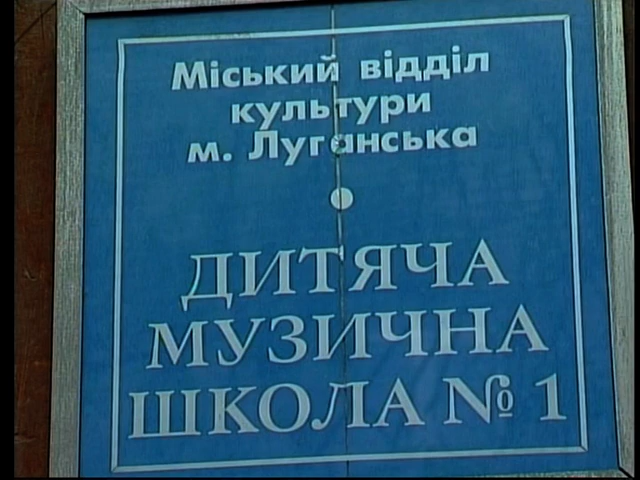 Міський відділ
культури
м. Луганська
ДИТЯЧА
МУЗИЧНА
ШКОЛА № 1